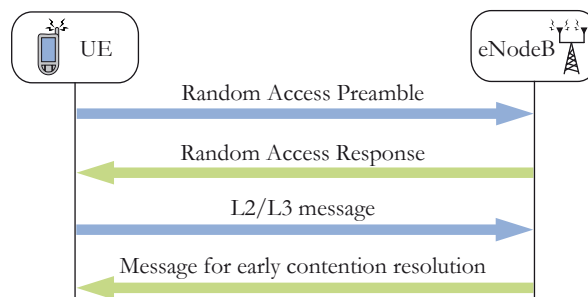 UE
eNodeB
Random Access Preamble
Random Access Response
L2/L3 message
Message for early contention resolution